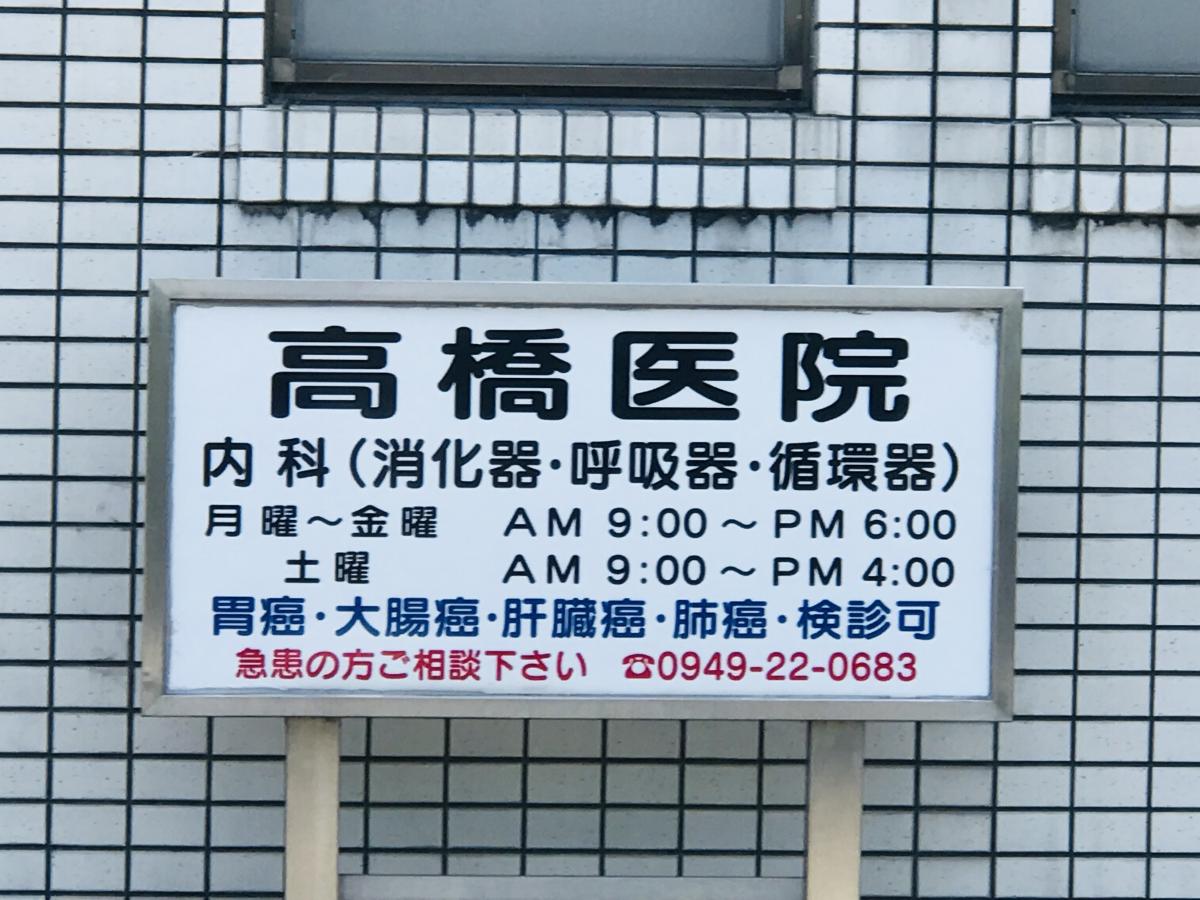 高橋医院
内科(消化器・呼吸器・循環器)
月曜～金曜 AM 9:00～PM 6:00
土曜 AM 9:00～PM 4:00
胃癌・大腸癌・肝臓癌・肺癌・検診可
急患の方ご相談下さい ☎0949-22-0683